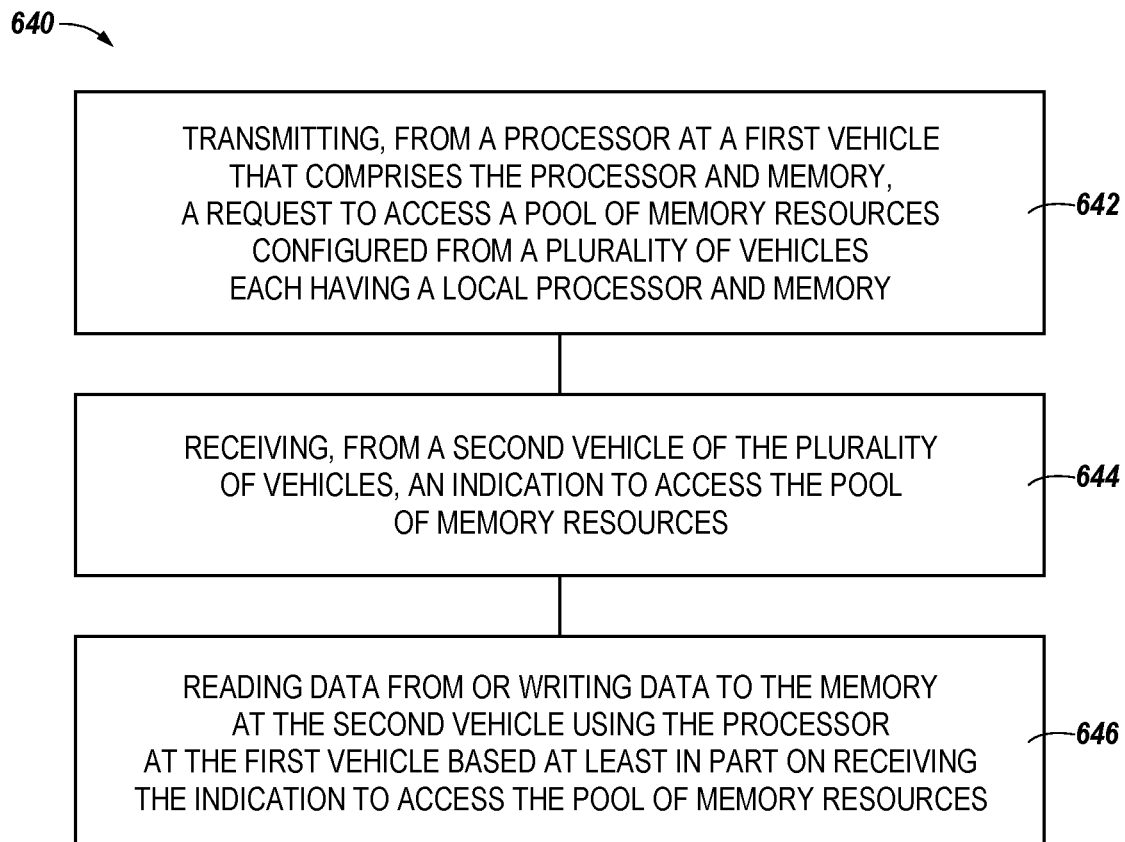 640
TRANSMITTING, FROM A PROCESSOR AT A FIRST VEHICLE
THAT COMPRISES THE PROCESSOR AND MEMORY,
A REQUEST TO ACCESS A POOL OF MEMORY RESOURCES
CONFIGURED FROM A PLURALITY OF VEHICLES
EACH HAVING A LOCAL PROCESSOR AND MEMORY
642
RECEIVING, FROM A SECOND VEHICLE OF THE PLURALITY
OF VEHICLES, AN INDICATION TO ACCESS THE POOL
OF MEMORY RESOURCES
644
READING DATA FROM OR WRITING DATA TO THE MEMORY
AT THE SECOND VEHICLE USING THE PROCESSOR
AT THE FIRST VEHICLE BASED AT LEAST IN PART ON RECEIVING
THE INDICATION TO ACCESS THE POOL OF MEMORY RESOURCES
646